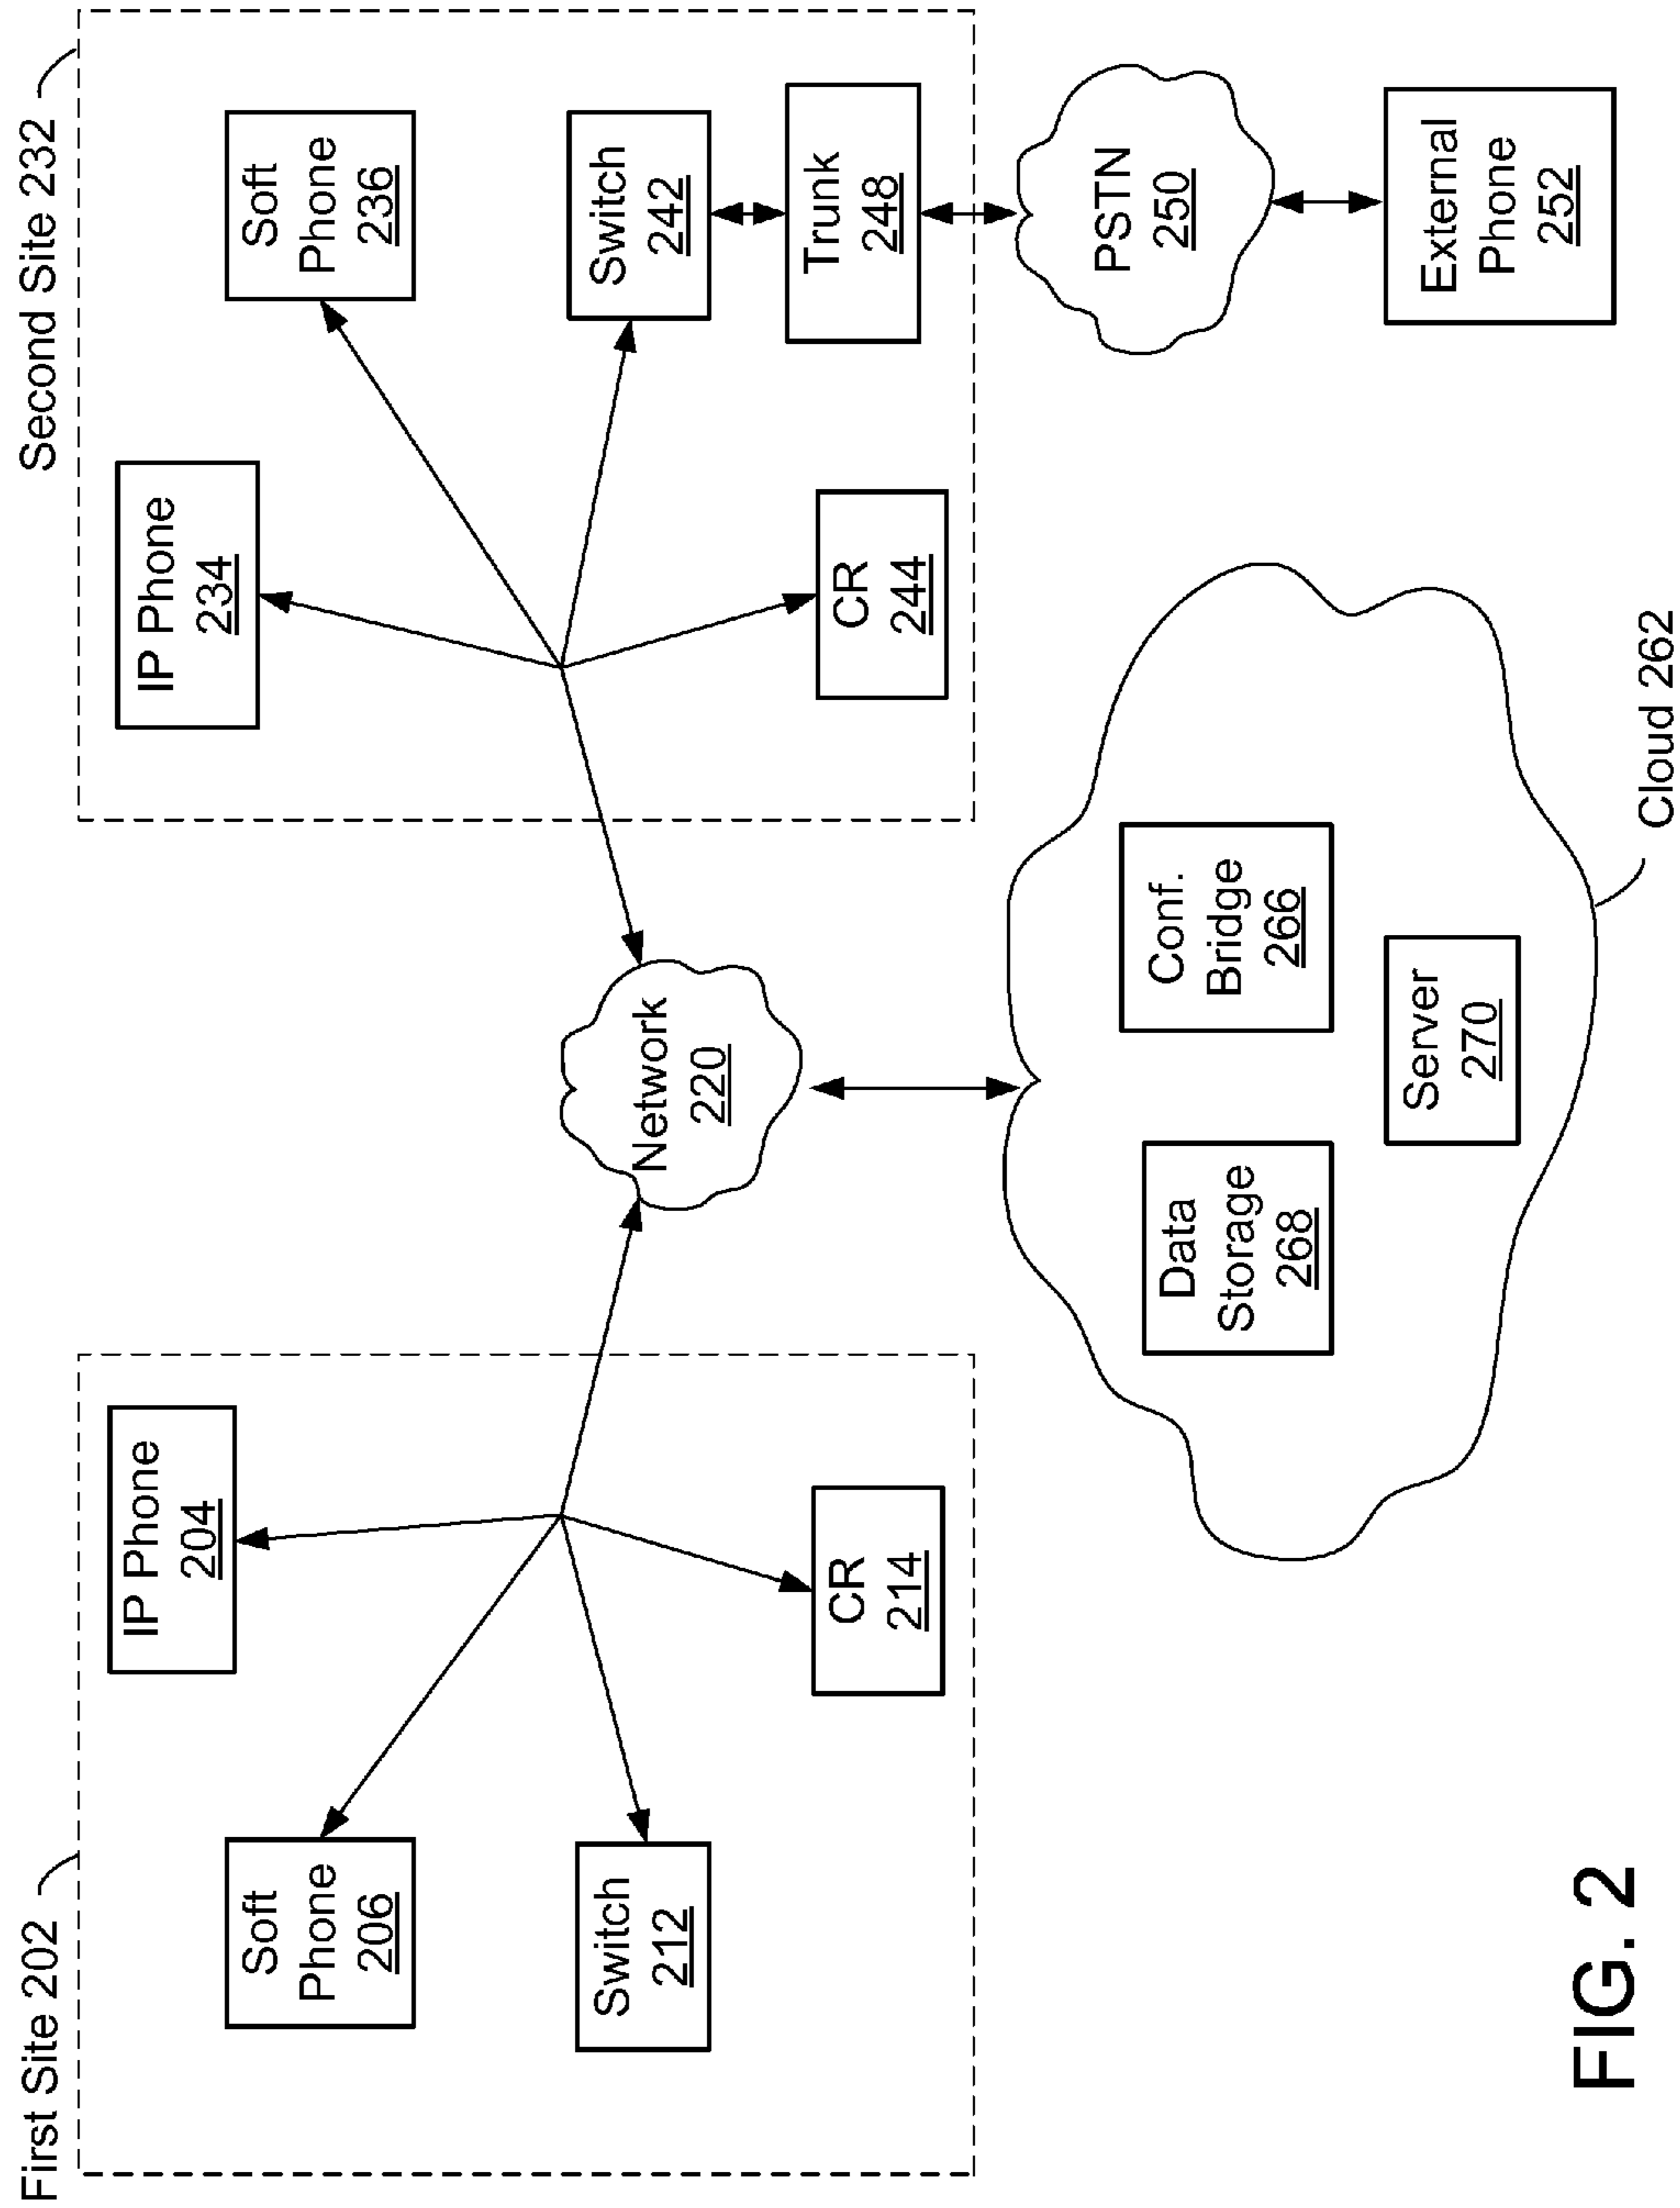 First Site 202
Second Site 232
IP Phone
204
Soft
Phone
206
Switch
212
CR
214
Network
220
IP Phone
234
Soft
Phone
236
Switch
242
CR
244
Trunk
248
PSTN
250
External
Phone
252
Data
Storage
268
Conf.
Bridge
266
Server
270
Cloud 262
FIG. 2